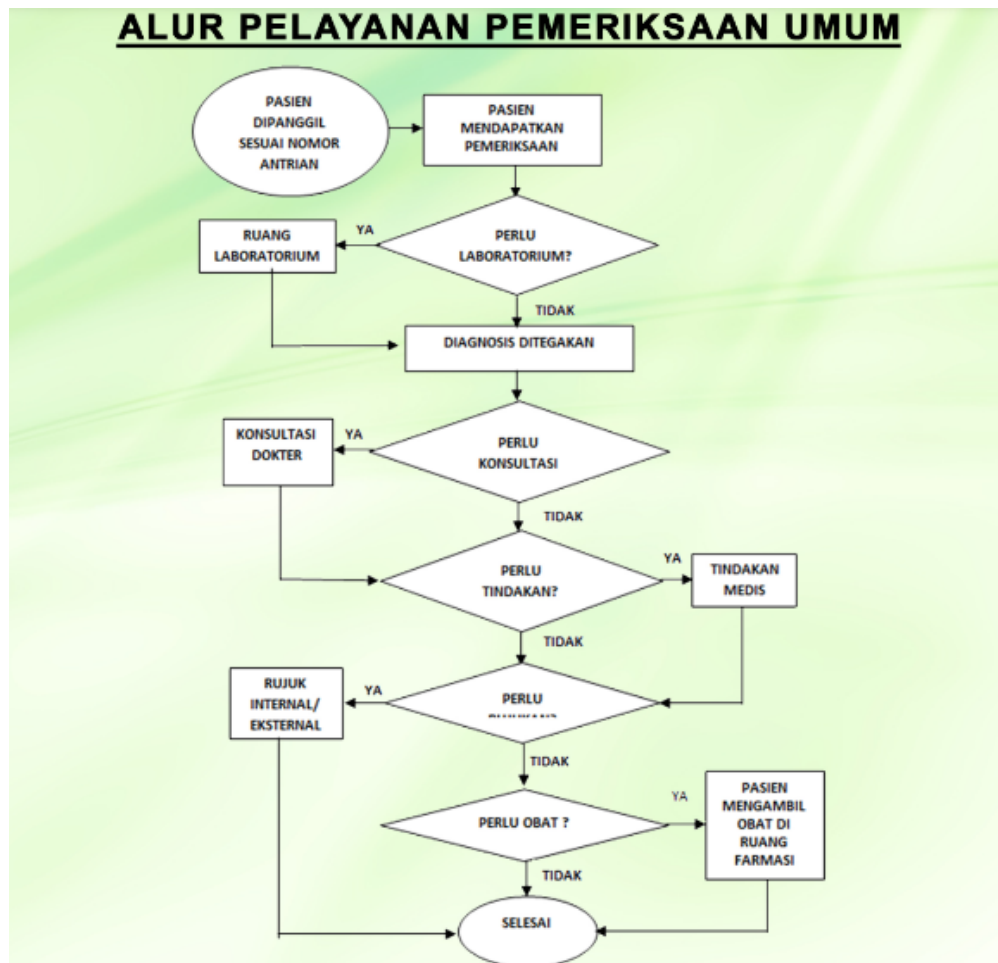 ALUR PELAYANAN PEMERIKSAAN UMUM
PASIEN
DIPANGGIL
SESUAI NOMOR
ANTRIAN
PASIEN
MENDAPATKAN
PEMERIKSAAN
YA
RUANG
LABORATORIUM
PERLU
LABORATORIUM?
TIDAK
DIAGNOSIS DITEGAKAN
KONSULTASI
DOKTER
YA
PERLU
KONSULTASI
TIDAK
PERLU
TINDAKAN?
YA
TINDAKAN
MEDIS
TIDAK
RUJUK
INTERNAL/
EKSTERNAL
YA
PERLU
TIDAK
PERLU OBAT ?
YA
PASIEN
MENGAMBIL
OBAT DI
RUANG
FARMASI
TIDAK
SELESAI